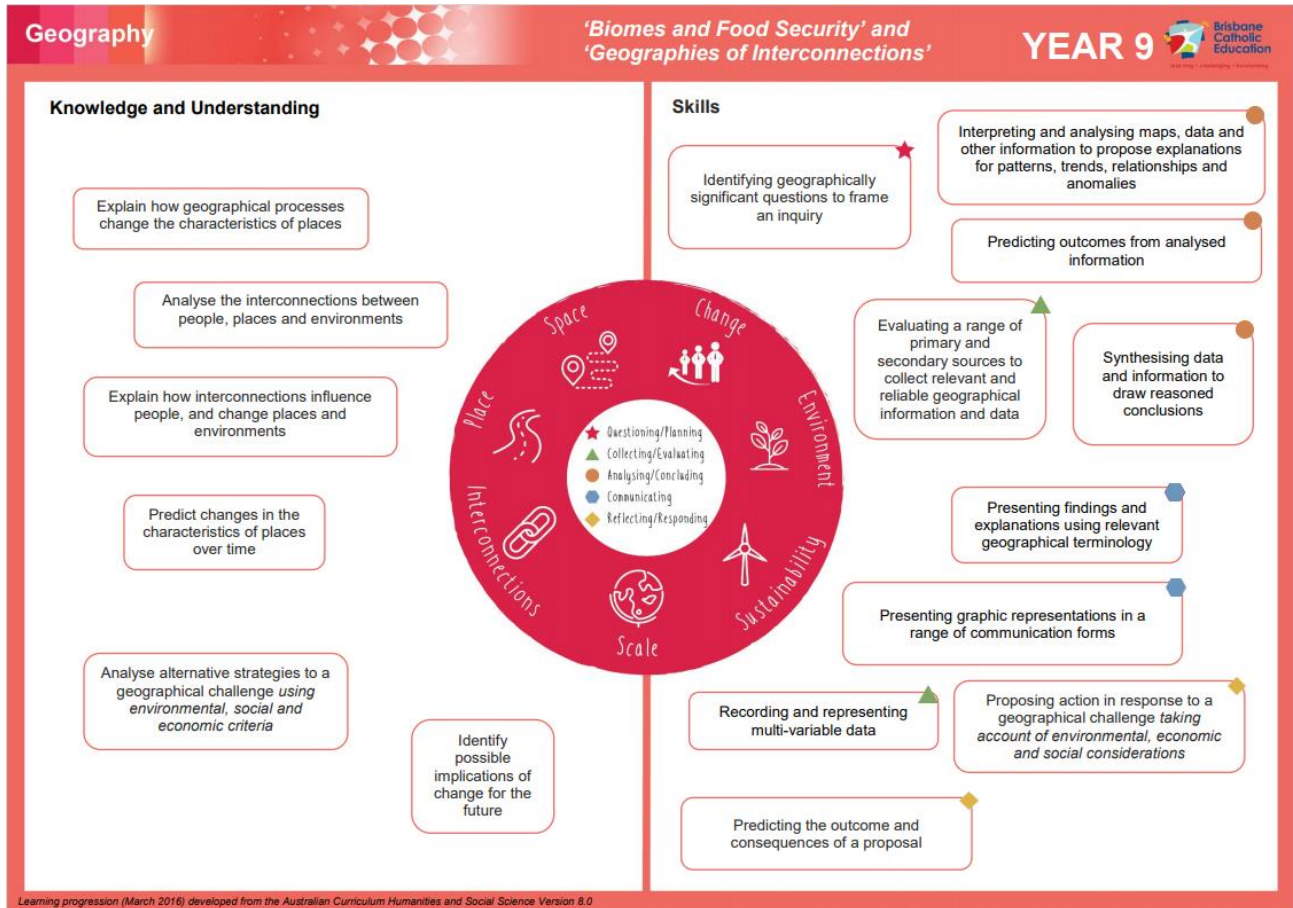 Geography
'Biomes and Food Security' and
'Geographies of Interconnections'
YEAR 9
Brisbane
Catholic
Education
teaching • challenging • transforming
Knowledge and Understanding
Explain how geographical processes
change the characteristics of places
Analyse the interconnections between
people, places and environments
Explain how interconnections influence
people, and change places and
environments
Predict changes in the
characteristics of places
over time
Analyse alternative strategies to a
geographical challenge using
environmental, social and
economic criteria
Identify
possible
implications of
change for the
future
Space
Change
Place
Environment
Interconnections
Sustainability
Scale
Questioning/Planning
Collecting/Evaluating
Analysing/Concluding
Communicating
Reflecting/Responding
Skills
Identifying geographically
significant questions to frame
an inquiry
Interpreting and analysing maps, data and
other information to propose explanations
for patterns, trends, relationships and
anomalies
Predicting outcomes from analysed
information
Evaluating a range of
primary and
secondary sources to
collect relevant and
reliable geographical
information and data
Synthesising data
and information to
draw reasoned
conclusions
Presenting findings and
explanations using relevant
geographical terminology
Presenting graphic representations in a
range of communication forms
Recording and representing
multi-variable data
Proposing action in response to a
geographical challenge taking
account of environmental, economic
and social considerations
Predicting the outcome and
consequences of a proposal
Learning progression (March 2016) developed from the Australian Curriculum Humanities and Social Science Version 8.0